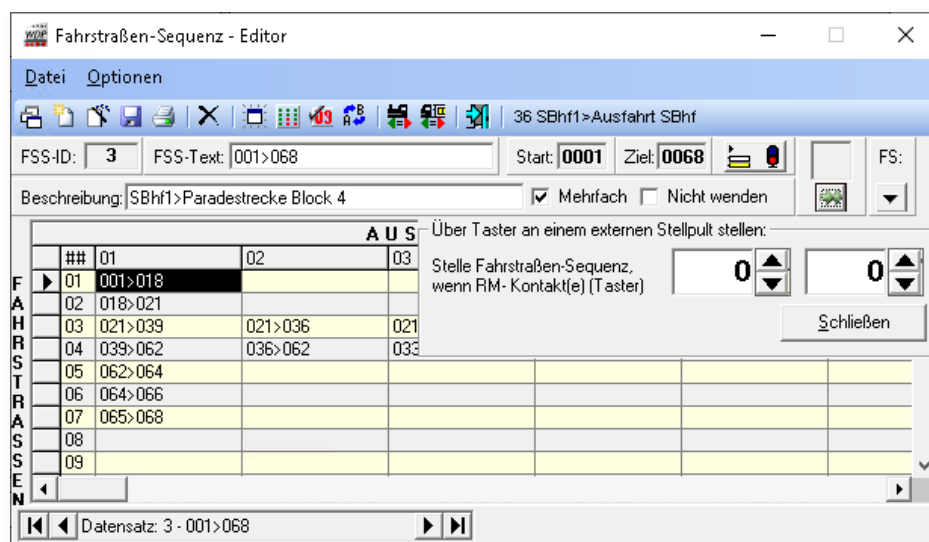 WDP Fahrstraßen-Sequenz - Editor
Datei Optionen
36 SBhf1>Ausfahrt SBhf
FSS-ID: 3 FSS-Text: 001>068 Start: 0001 Ziel: 0068 FS:
Beschreibung: SBhf1>Paradestrecke Block 4 Mehrfach Nicht wenden
A U S
Über Taster an einem externen Stellpult stellen:
## 01 02 03
Stelle Fahrstraßen-Sequenz,
wenn RM- Kontakt(e) (Taster)
0 0
Schließen
FAHRSTRASSEN
01 001>018
02 018>021
03 021>039 021>036 021
04 039>062 036>062 033
05 062>064
06 064>066
07 065>068
08
09
Datensatz: 3 - 001>068